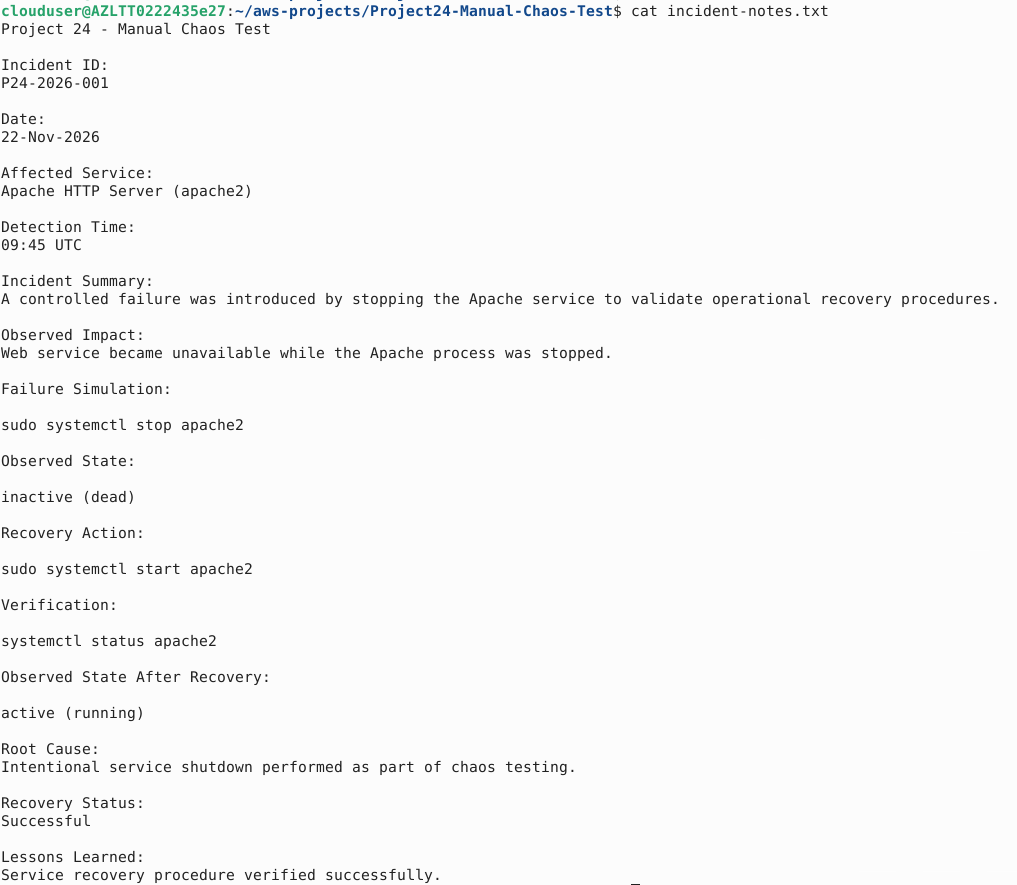 clouduser@AZLTT0222435e27:~/aws-projects/Project24-Manual-Chaos-Test$ cat incident-notes.txt
Project 24 - Manual Chaos Test
Incident ID:
P24-2026-001
Date:
22-Nov-2026
Affected Service:
Apache HTTP Server (apache2)
Detection Time:
09:45 UTC
Incident Summary:
A controlled failure was introduced by stopping the Apache service to validate operational recovery procedures.
Observed Impact:
Web service became unavailable while the Apache process was stopped.
Failure Simulation:
sudo systemctl stop apache2
Observed State:
inactive (dead)
Recovery Action:
sudo systemctl start apache2
Verification:
systemctl status apache2
Observed State After Recovery:
active (running)
Root Cause:
Intentional service shutdown performed as part of chaos testing.
Recovery Status:
Successful
Lessons Learned:
Service recovery procedure verified successfully.